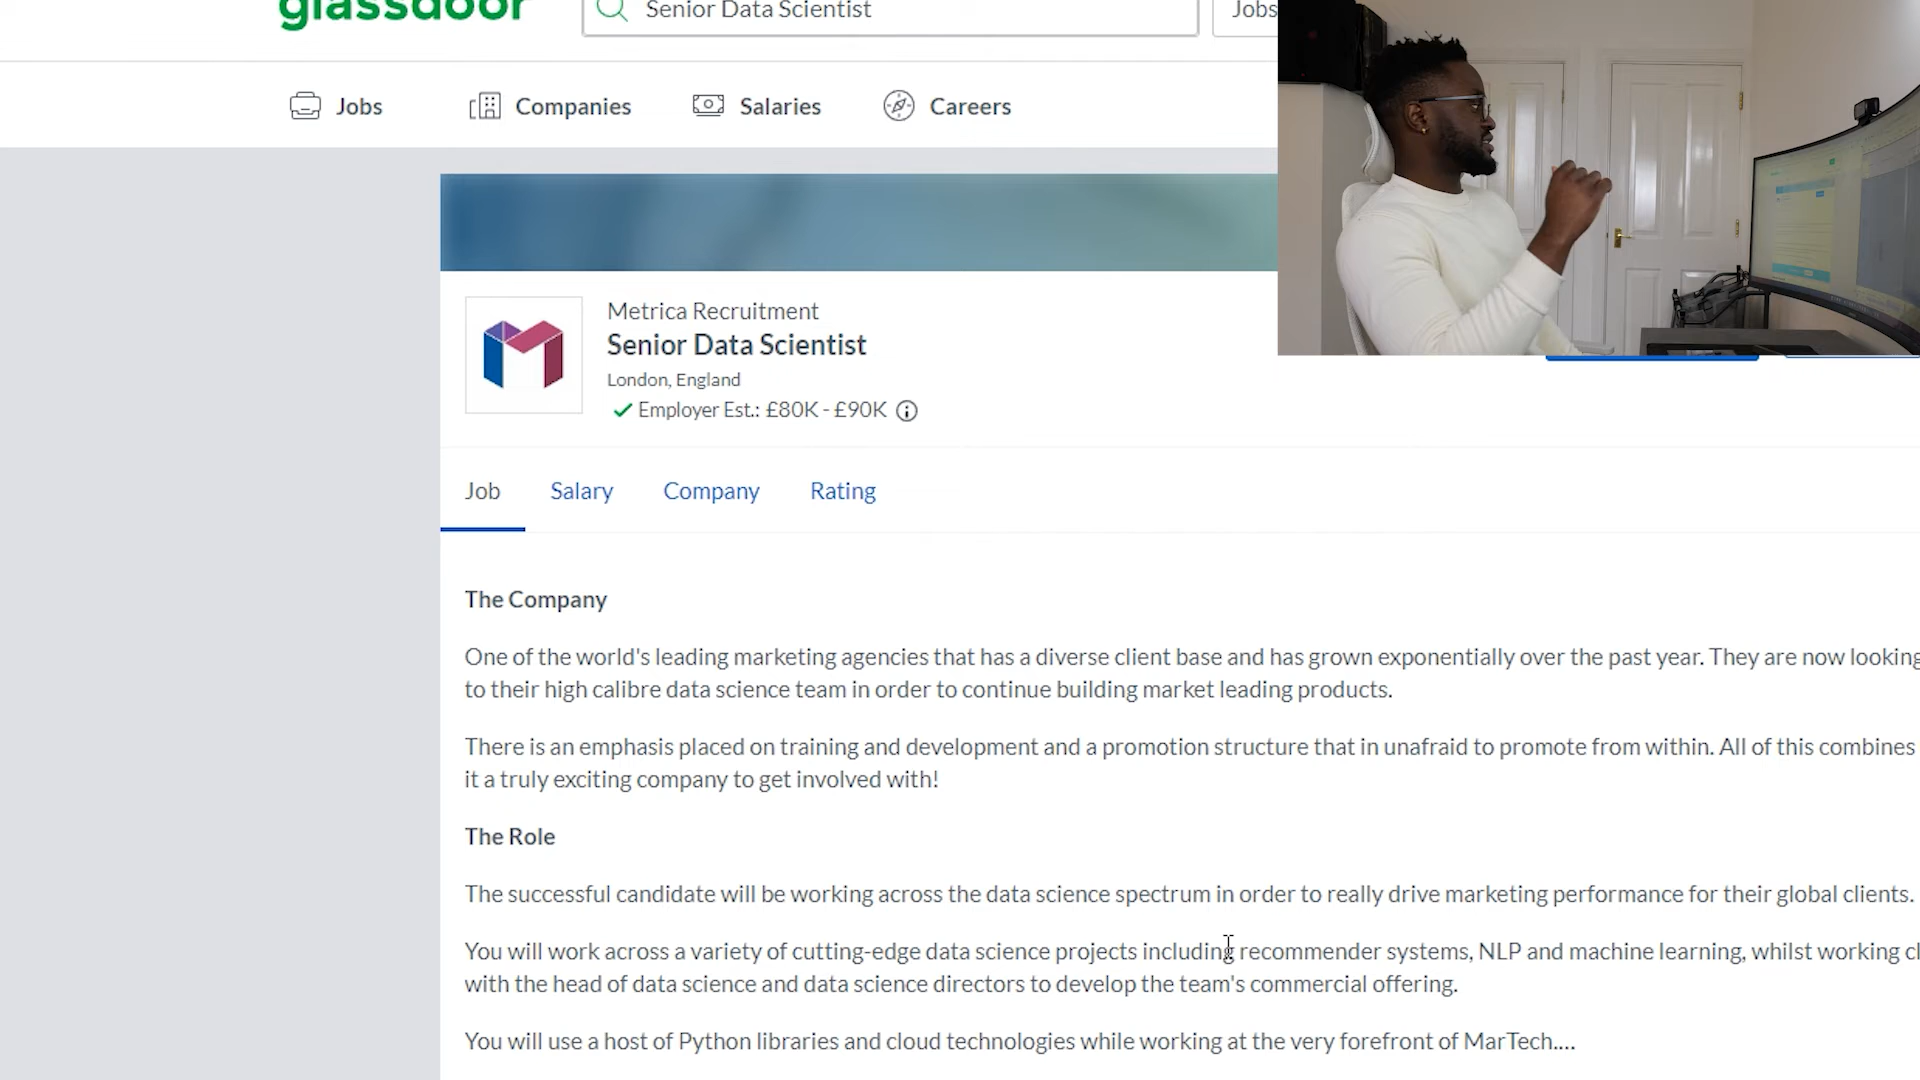 glassdoor
Senior Data Scientist
Jobs
Jobs
Companies
Salaries
Careers
Metrica Recruitment
Senior Data Scientist
London, England
Employer Est.: £80K - £90K
Job
Salary
Company
Rating
The Company
One of the world's leading marketing agencies that has a diverse client base and has grown exponentially over the past year. They are now looking
to their high calibre data science team in order to continue building market leading products.
There is an emphasis placed on training and development and a promotion structure that in unafraid to promote from within. All of this combines
it a truly exciting company to get involved with!
The Role
The successful candidate will be working across the data science spectrum in order to really drive marketing performance for their global clients.
You will work across a variety of cutting-edge data science projects including recommender systems, NLP and machine learning, whilst working cl
with the head of data science and data science directors to develop the team's commercial offering.
You will use a host of Python libraries and cloud technologies while working at the very forefront of MarTech....